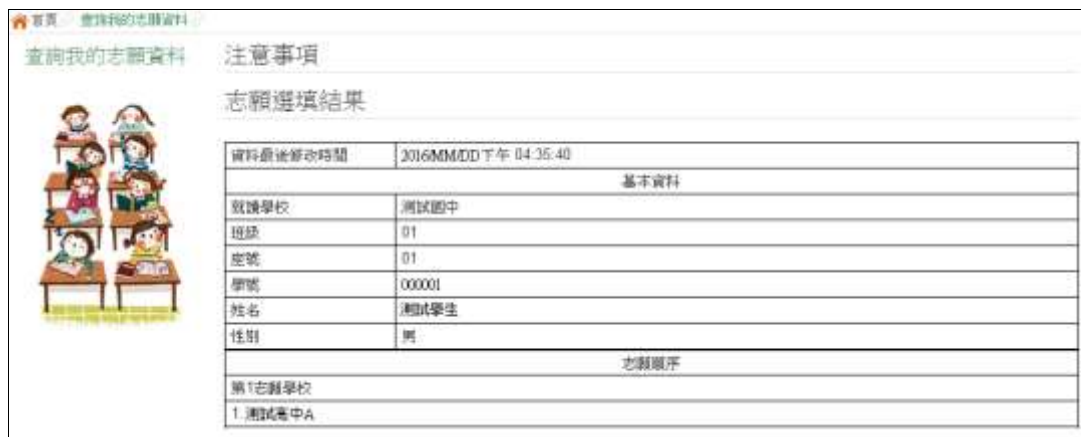 首頁 查詢我的志願資料
查詢我的志願資料
注意事項
志願選填結果
資料最後修改時間 2016/MM/DD下午 04:35:40
基本資料
就讀學校 測試國中
班級 01
座號 01
學號 000001
姓名 測試學生
性別 男
志願順序
第1志願學校
1.測試高中A